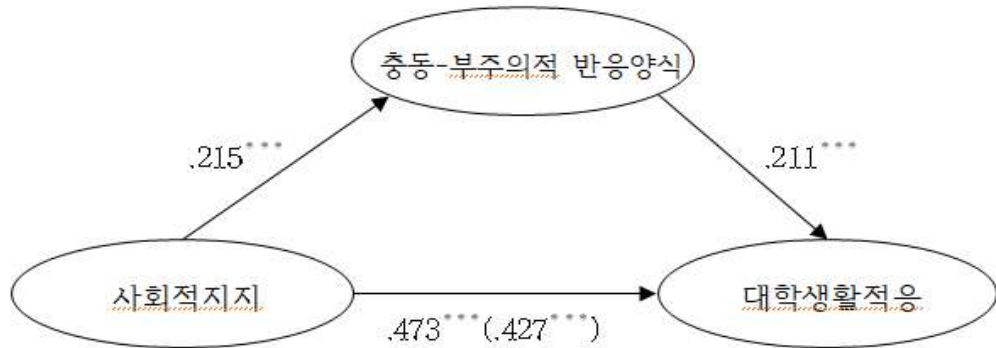 충동-부주의적 반응양식
.215***
.211***
사회적지지
대학생활적응
.473***(.427***)